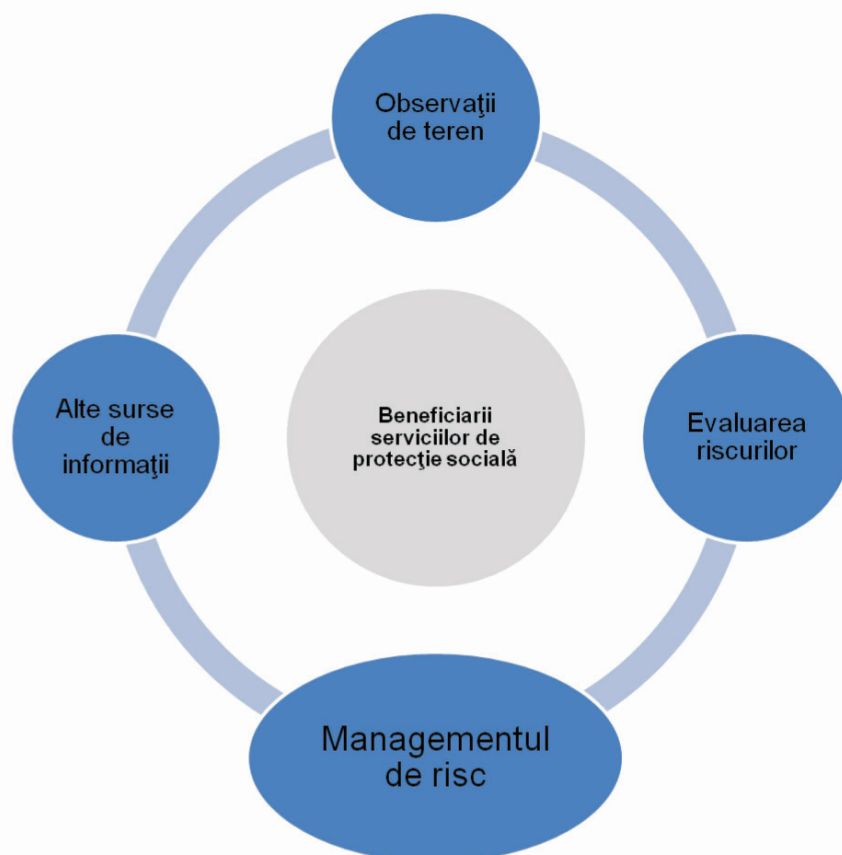 Observaţii
de teren
Alte surse
de
informaţii
Beneficiarii
serviciilor de
protecţie socială
Evaluarea
riscurilor
Managementul
de risc